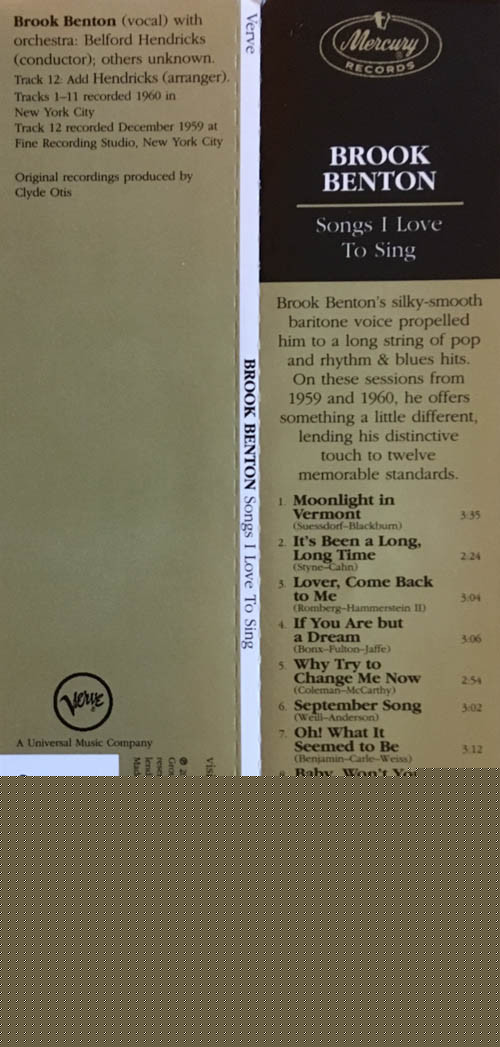 Brook Benton (vocal) with
orchestra: Belford Hendricks
(conductor); others unknown.
Track 12: Add Hendricks (arranger).
Tracks 1–11 recorded 1960 in
New York City
Track 12 recorded December 1959 at
Fine Recording Studio, New York City
Original recordings produced by
Clyde Otis
Verve
A Universal Music Company
Verve
BROOK BENTON Songs I Love To Sing
Mercury
RECORDS
BROOK
BENTON
Songs I Love
To Sing
Brook Benton's silky-smooth
baritone voice propelled
him to a long string of pop
and rhythm & blues hits.
On these sessions from
1959 and 1960, he offers
something a little different,
lending his distinctive
touch to twelve
memorable standards.
1. Moonlight in
Vermont 3:35
(Suessdorf–Blackburn)
2. It's Been a Long,
Long Time 2:24
(Styne–Cahn)
3. Lover, Come Back
to Me 3:04
(Romberg–Hammerstein II)
4. If You Are but
a Dream 3:06
(Bonx–Fulton–Jaffe)
5. Why Try to
Change Me Now 2:54
(Coleman–McCarthy)
6. September Song 3:02
(Weill–Anderson)
7. Oh! What It
Seemed to Be 3:12
(Benjamin–Carle–Weiss)
8. Baby, Won't You